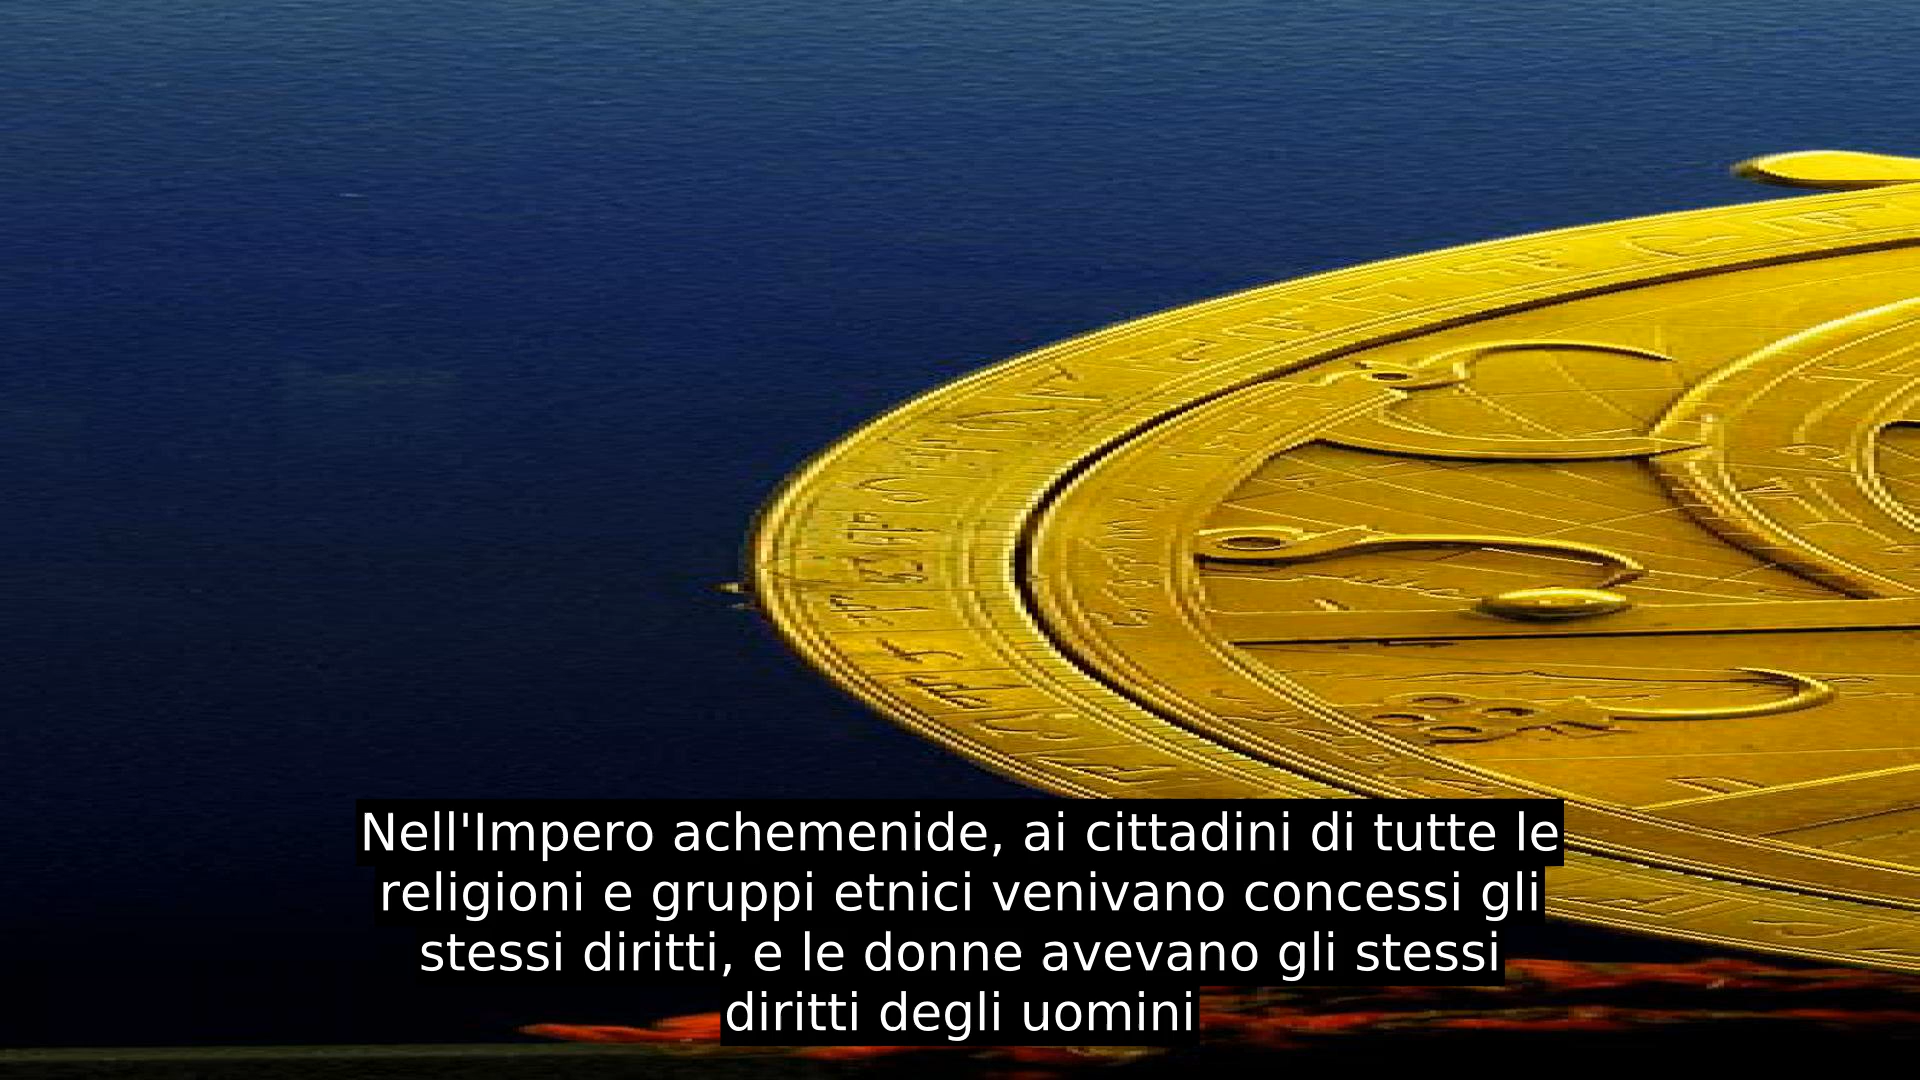 Nell'Impero achemenide, ai cittadini di tutte le
religioni e gruppi etnici venivano concessi gli
stessi diritti, e le donne avevano gli stessi
diritti degli uomini